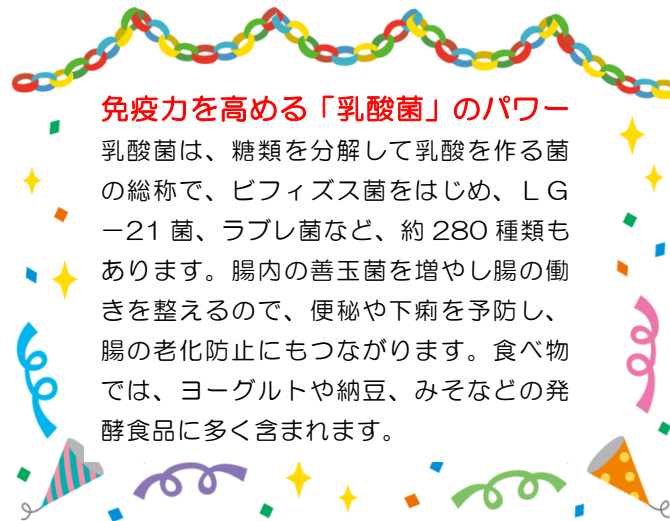 免疫力を高める「乳酸菌」のパワー
乳酸菌は、糖類を分解して乳酸を作る菌
の総称で、ビフィズス菌をはじめ、ＬＧ
－21 菌、ラブレ菌など、約 280 種類も
あります。腸内の善玉菌を増やし腸の働
きを整えるので、便秘や下痢を予防し、
腸の老化防止にもつながります。食べ物
では、ヨーグルトや納豆、みそなどの発
酵食品に多く含まれます。